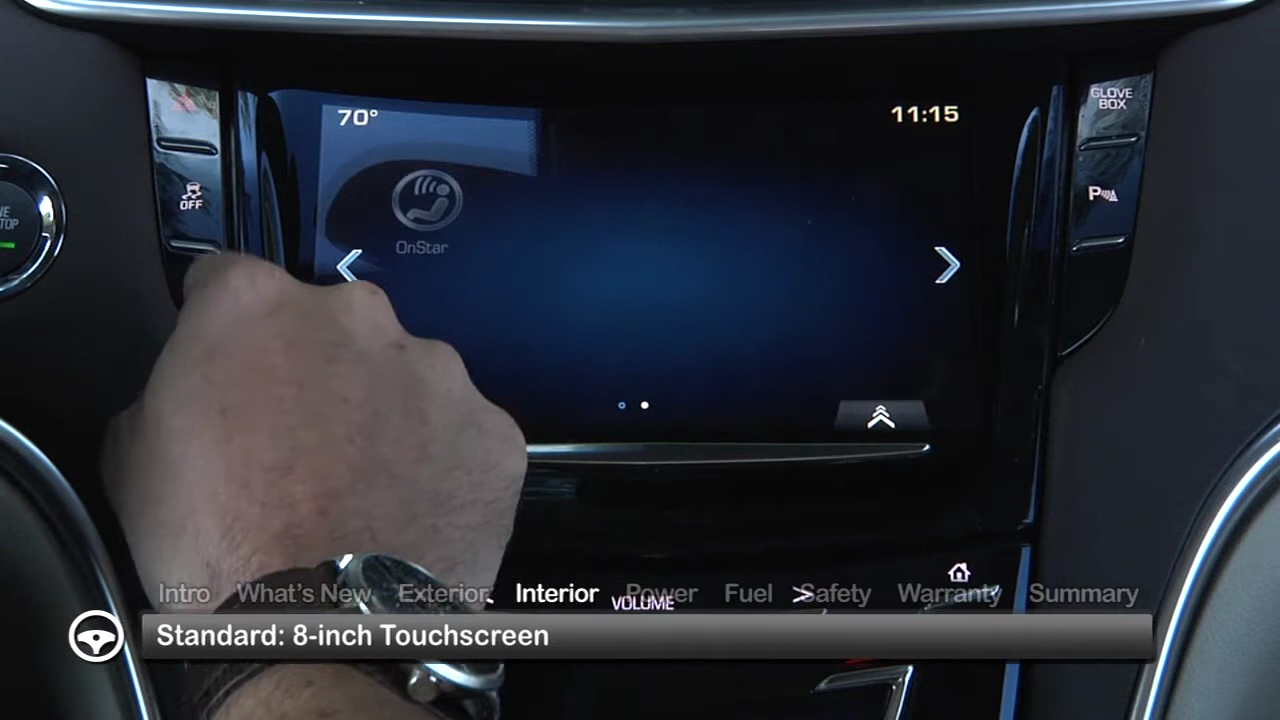 70° 11:15
GLOVE
BOX
OFF
P
OnStar
Intro What's New Exterior Interior Power Fuel Safety Warranty Summary
VOLUME
Standard: 8-inch Touchscreen